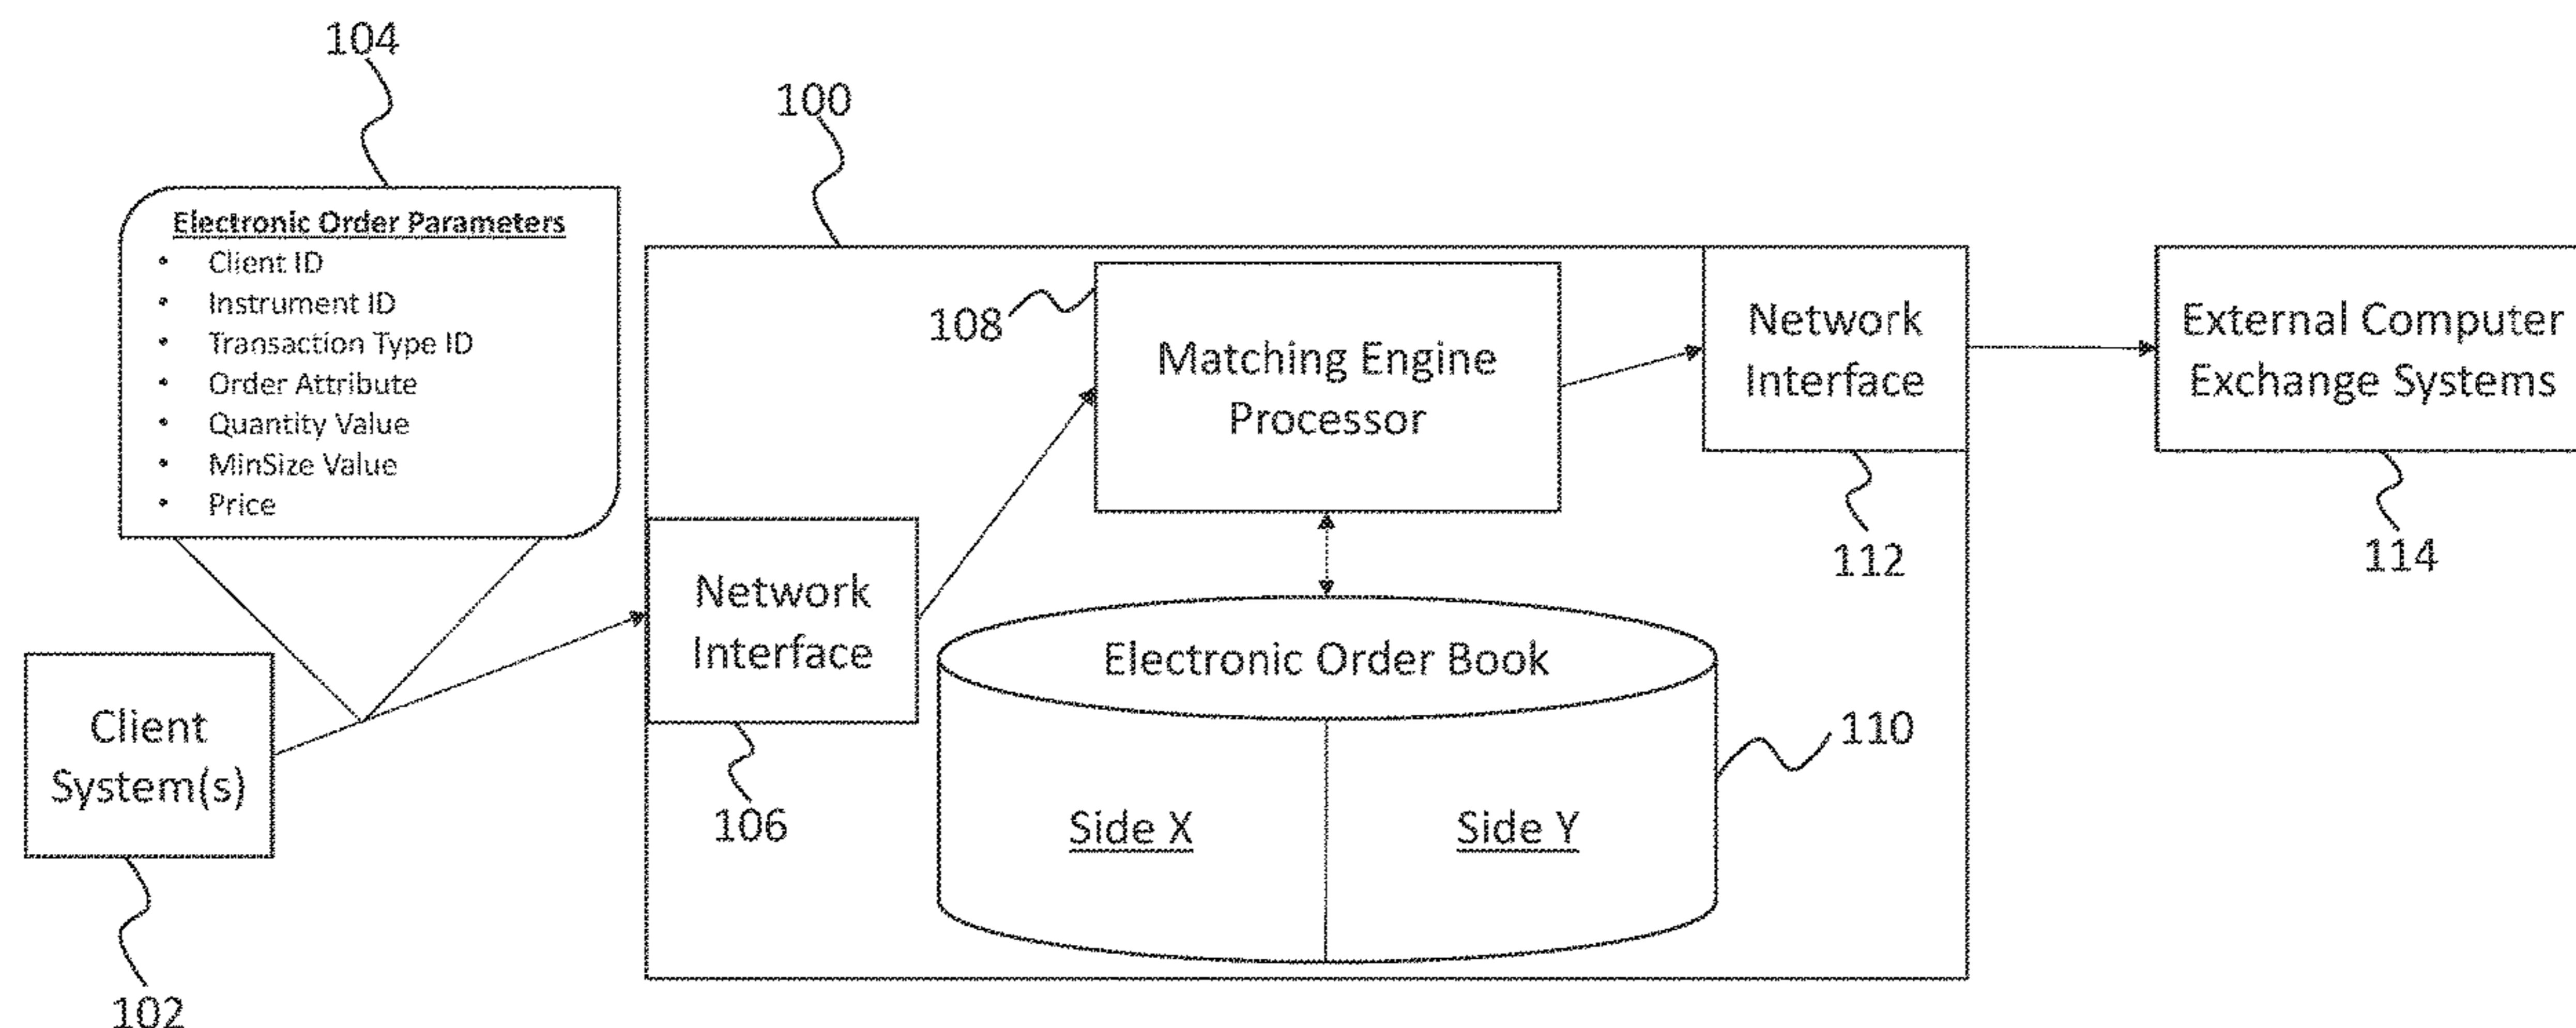 104
100
Electronic Order Parameters
• Client ID
• Instrument ID
• Transaction Type ID
• Order Attribute
• Quantity Value
• MinSize Value
• Price
108
Matching Engine
Processor
Network
Interface
External Computer
Exchange Systems
112
114
Network
Interface
106
Electronic Order Book
Side X
Side Y
110
Client
System(s)
102